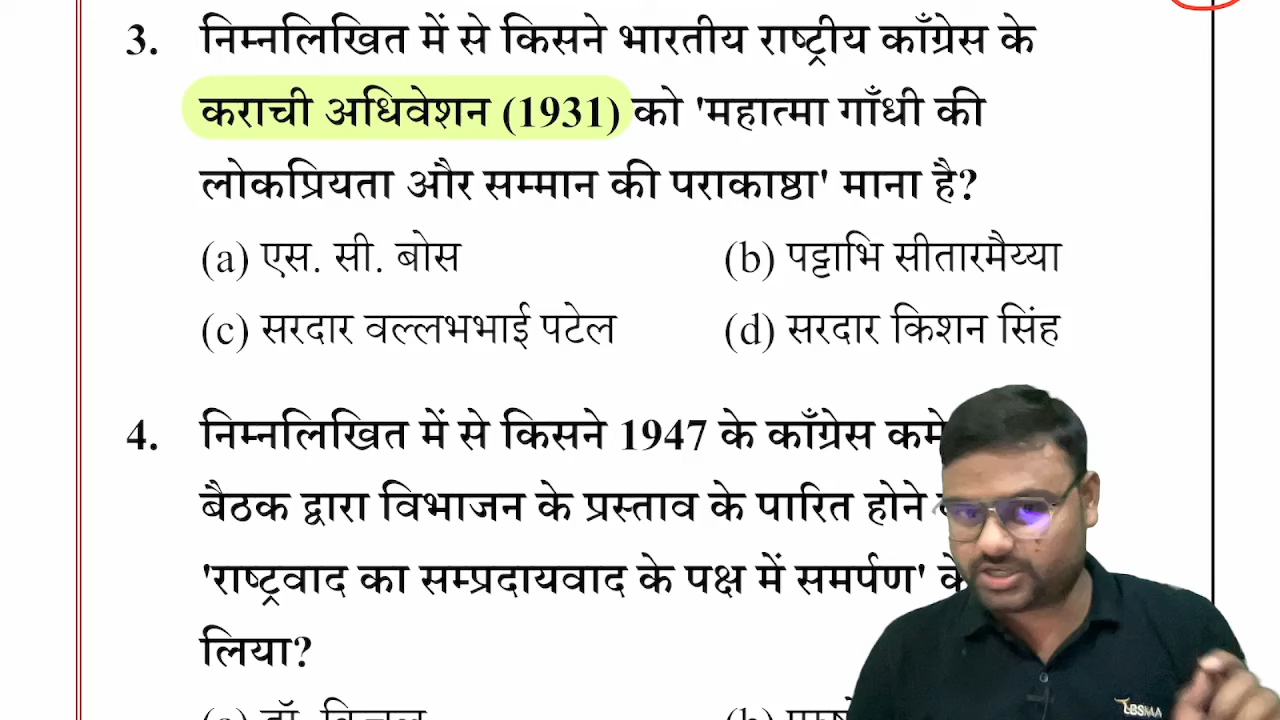 3. निम्नलिखित में से किसने भारतीय राष्ट्रीय काँग्रेस के
कराची अधिवेशन (1931) को 'महात्मा गाँधी की
लोकप्रियता और सम्मान की पराकाष्ठा' माना है?
(a) एस. सी. बोस (b) पट्टाभि सीतारमैय्या
(c) सरदार वल्लभभाई पटेल (d) सरदार किशन सिंह
4. निम्नलिखित में से किसने 1947 के काँग्रेस
बैठक द्वारा विभाजन के प्रस्ताव के पारित होने
'राष्ट्रवाद का सम्प्रदायवाद के पक्ष में समर्पण'
लिया?
(a) डॉ. (b)